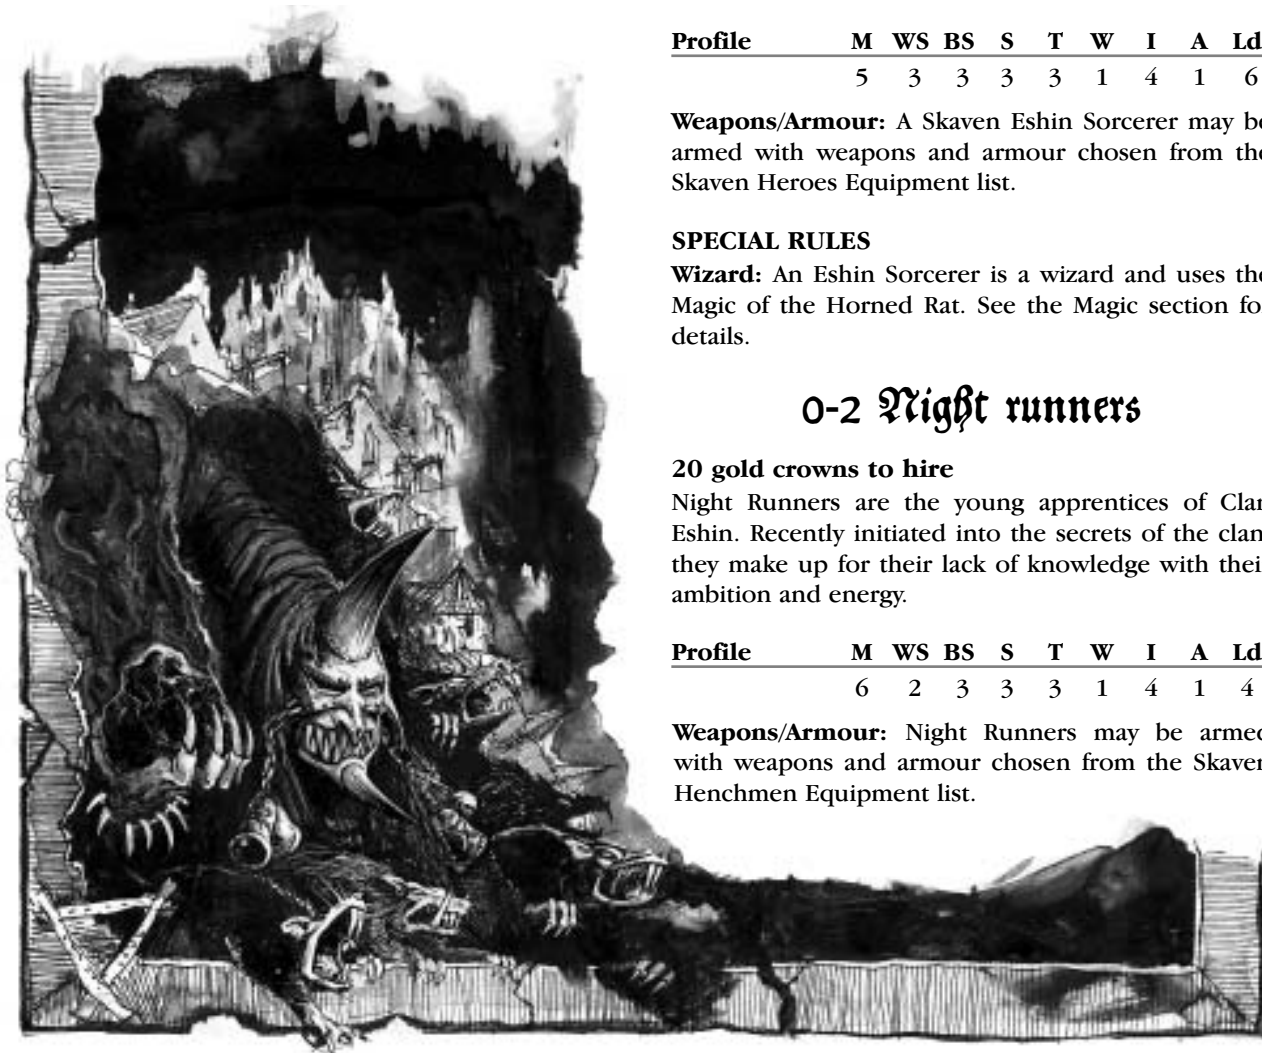 Profile M WS BS S T W I A Ld
5 3 3 3 3 1 4 1 6
Weapons/Armour: A Skaven Eshin Sorcerer may be
armed with weapons and armour chosen from the
Skaven Heroes Equipment list.
SPECIAL RULES
Wizard: An Eshin Sorcerer is a wizard and uses the
Magic of the Horned Rat. See the Magic section for
details.
0-2 Night runners
20 gold crowns to hire
Night Runners are the young apprentices of Clan
Eshin. Recently initiated into the secrets of the clan
they make up for their lack of knowledge with their
ambition and energy.
Profile M WS BS S T W I A Ld
6 2 3 3 3 1 4 1 4
Weapons/Armour: Night Runners may be armed
with weapons and armour chosen from the Skaven
Henchmen Equipment list.